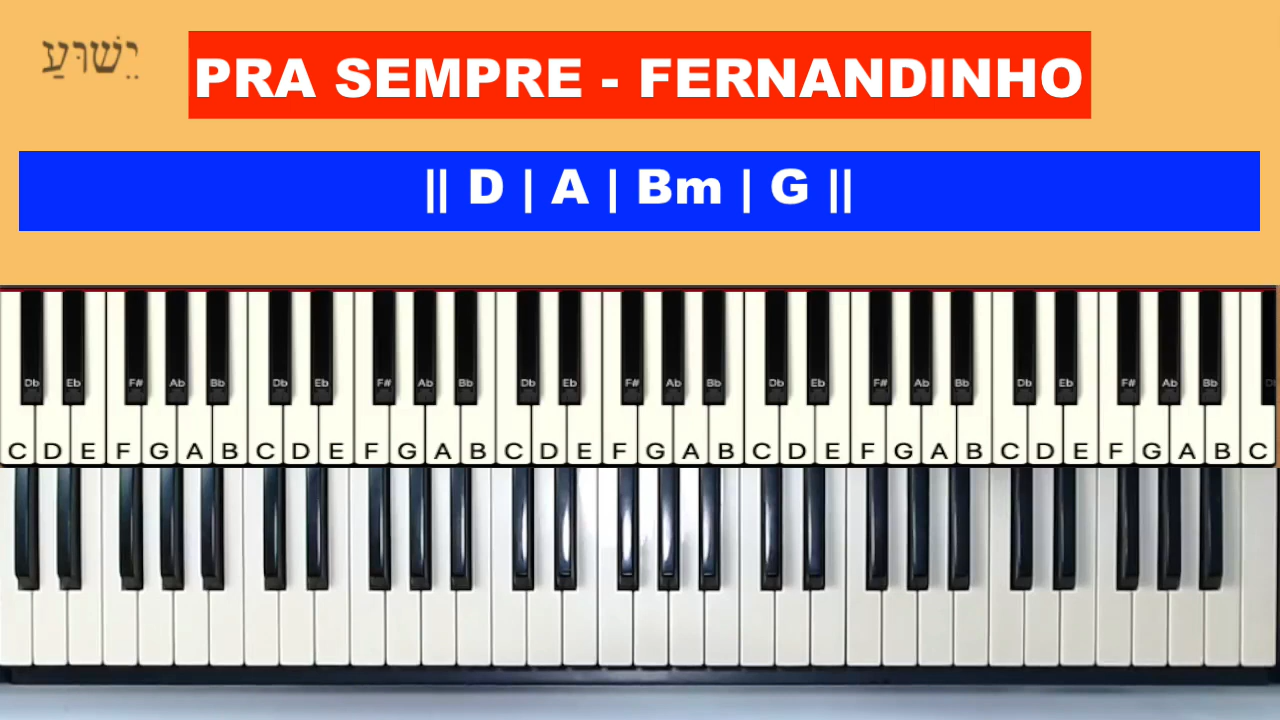 יֵשׁוּעַ
PRA SEMPRE - FERNANDINHO
|| D | A | Bm | G ||
Db Eb F# Ab Bb Db Eb F# Ab Bb Db Eb F# Ab Bb Db Eb F# Ab Bb Db Eb F# Ab Bb
C D E F G A B C D E F G A B C D E F G A B C D E F G A B C D E F G A B C